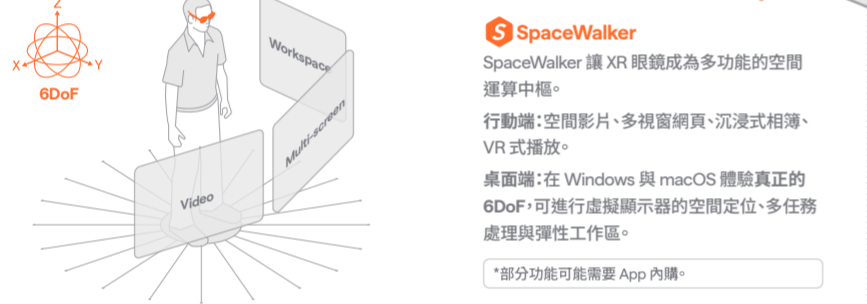 Z
X
Y
6DoF
Workspace
Multi-screen
Video
SpaceWalker
SpaceWalker 讓 XR 眼鏡成為多功能的空間
運算中樞。
行動端:空間影片、多視窗網頁、沉浸式相簿、
VR 式播放。
桌面端:在 Windows 與 macOS 體驗真正的
6DoF,可進行虛擬顯示器的空間定位、多任務
處理與彈性工作區。
*部分功能可能需要 App 內購。